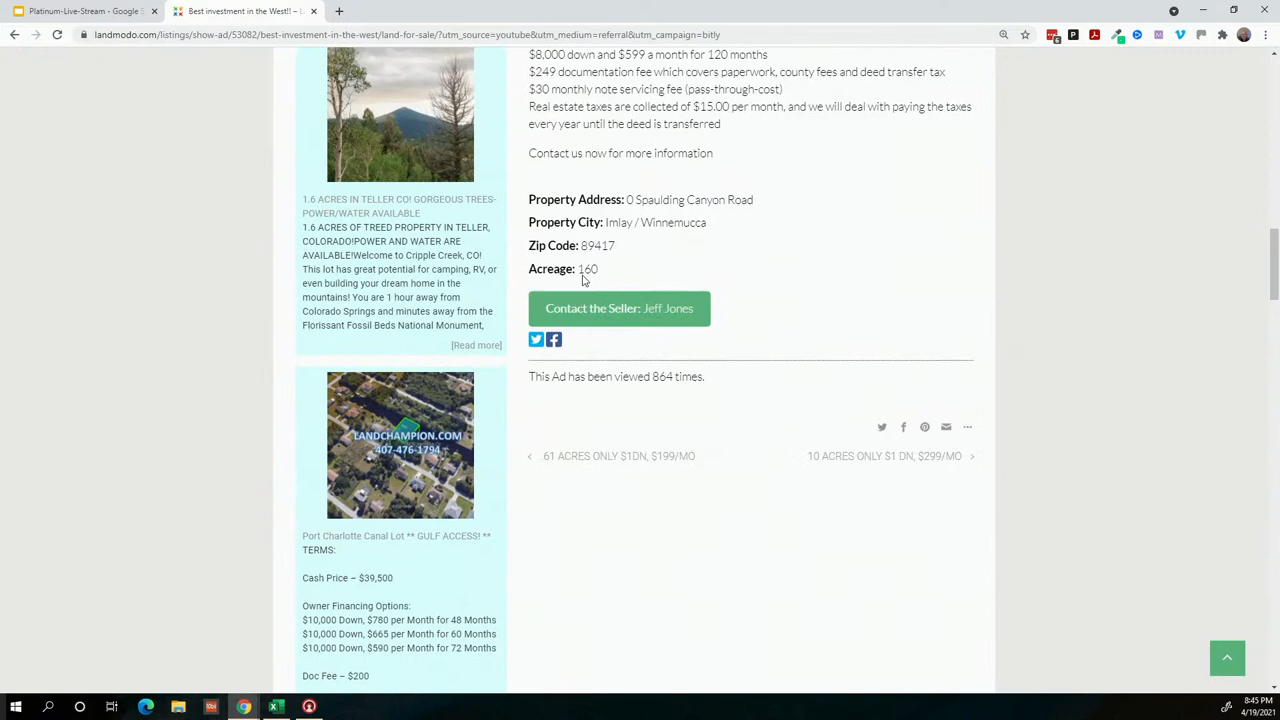 Platinum-Live-Stream - Google S
Best investment in the West!! – L
landmodo.com/listings/show-ad/53082/best-investment-in-the-west/land-for-sale/?utm_source=youtube&utm_medium=referral&utm_campaign=bitly
$8,000 down and $599 a month for 120 months
$249 documentation fee which covers paperwork, county fees and deed transfer tax
$30 monthly note servicing fee (pass-through-cost)
Real estate taxes are collected of $15.00 per month, and we will deal with paying the taxes
every year until the deed is transferred
Contact us now for more information
Property Address: 0 Spaulding Canyon Road
Property City: Imlay / Winnemucca
Zip Code: 89417
Acreage: 160
Contact the Seller: Jeff Jones
This Ad has been viewed 864 times.
.61 ACRES ONLY $1DN, $199/MO
10 ACRES ONLY $1 DN, $299/MO
1.6 ACRES IN TELLER CO! GORGEOUS TREES-
POWER/WATER AVAILABLE
1.6 ACRES OF TREED PROPERTY IN TELLER,
COLORADO!POWER AND WATER ARE
AVAILABLE!Welcome to Cripple Creek, CO!
This lot has great potential for camping, RV, or
even building your dream home in the
mountains! You are 1 hour away from
Colorado Springs and minutes away from the
Florissant Fossil Beds National Monument,
[Read more]
LANDCHAMPION.COM
407-476-1794
Port Charlotte Canal Lot ** GULF ACCESS! **
TERMS:
Cash Price – $39,500
Owner Financing Options:
$10,000 Down, $780 per Month for 48 Months
$10,000 Down, $665 per Month for 60 Months
$10,000 Down, $590 per Month for 72 Months
Doc Fee – $200
8:45 PM
4/19/2021